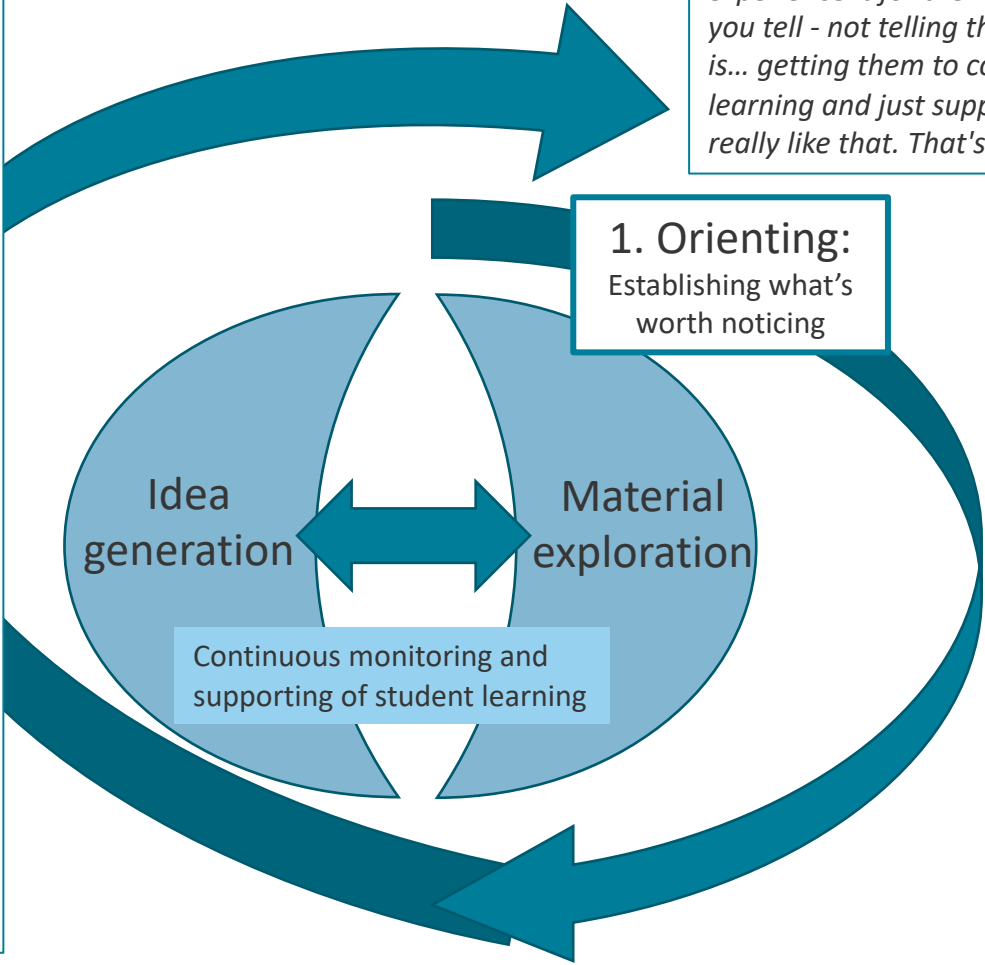 you tell - not telling th
is... getting them to co
learning and just supp
really like that. That's
1. Orienting:
Establishing what's
worth noticing
Idea
generation
Material
exploration
Continuous monitoring and
supporting of student learning